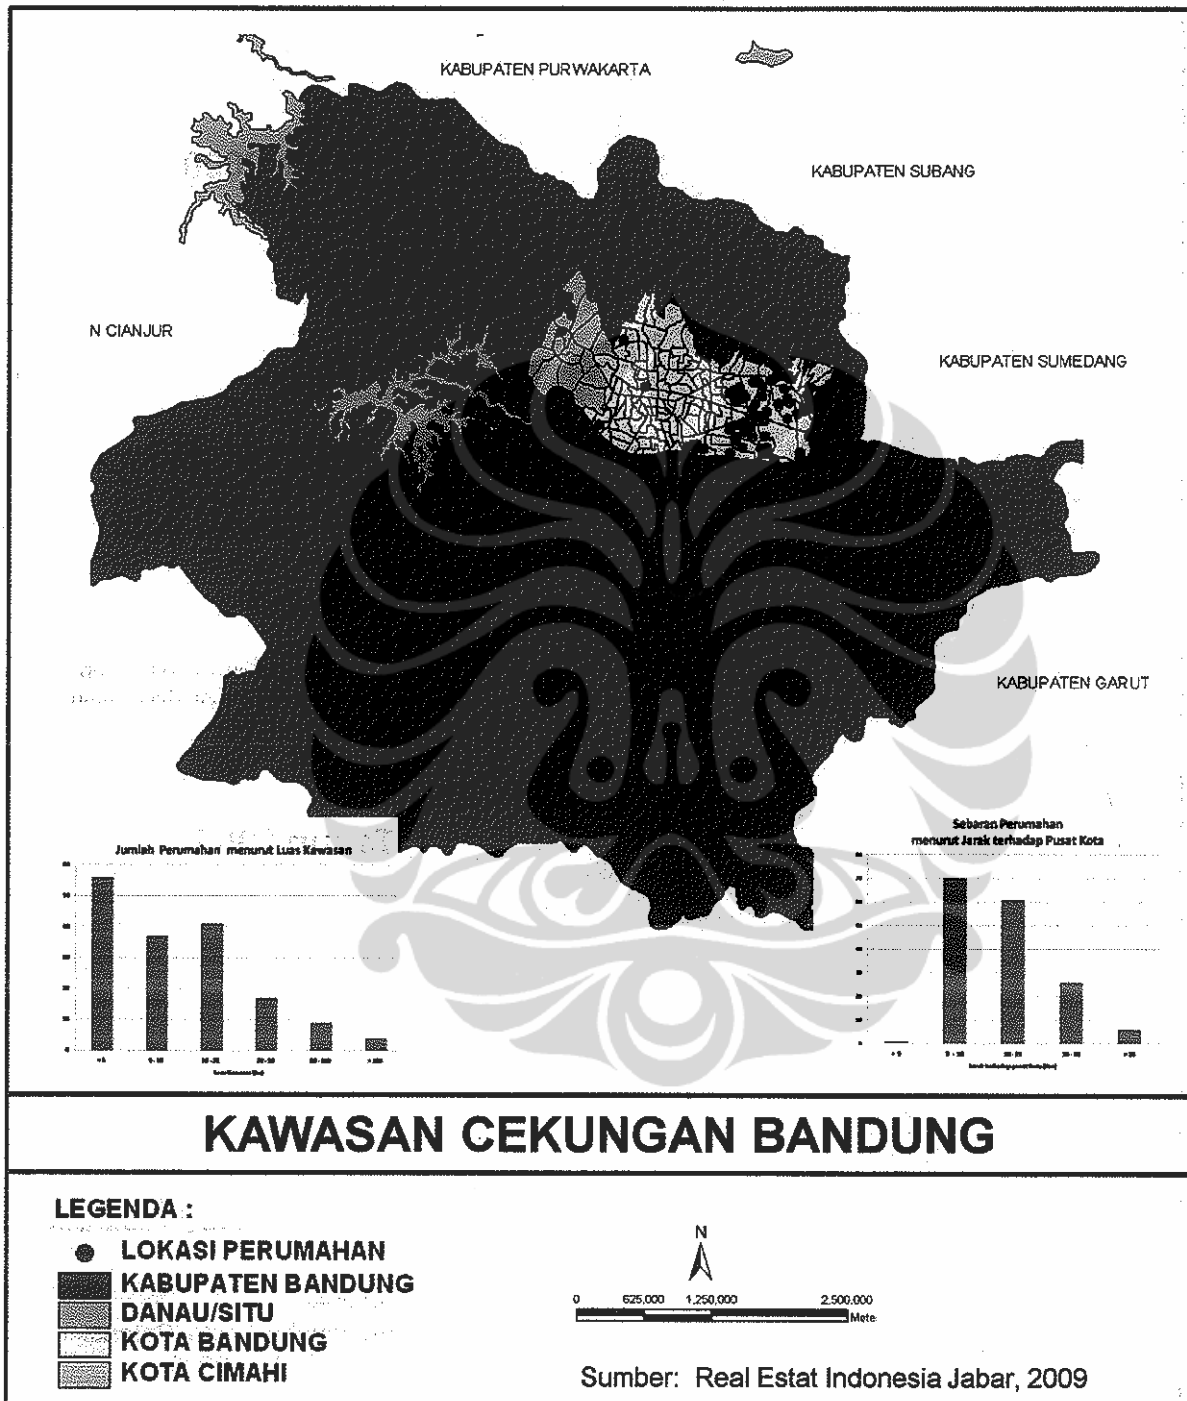 KABUPATEN PURWAKARTA
KABUPATEN SUBANG
N CIANJUR
KABUPATEN SUMEDANG
KABUPATEN GARUT
Jumlah Perumahan menurut Luas Kawasan
Sebaran Perumahan
menurut Jarak terhadap Pusat Kota
KAWASAN CEKUNGAN BANDUNG
LEGENDA :
LOKASI PERUMAHAN
KABUPATEN BANDUNG
DANAU/SITU
KOTA BANDUNG
KOTA CIMAHI
N
0 625,000 1,250,000 2,500,000
Mete
Sumber: Real Estat Indonesia Jabar, 2009